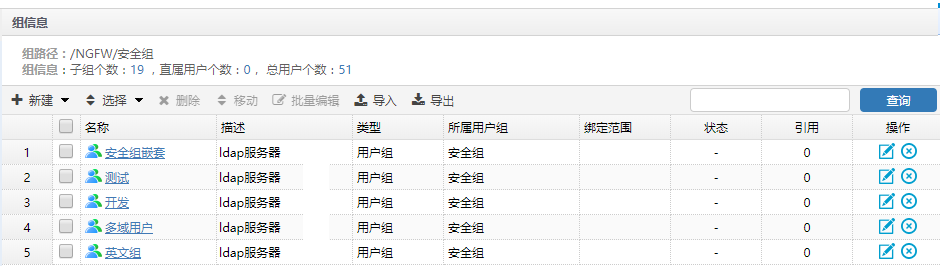 组信息
组路径：/NGFW/安全组
组信息：子组个数：19 ，直属用户个数：0， 总用户个数：51
新建 选择 删除 移动 批量编辑 导入 导出 查询
名称 描述 类型 所属用户组 绑定范围 状态 引用 操作
1 安全组嵌套 ldap服务器 用户组 安全组 - 0
2 测试 ldap服务器 用户组 安全组 - 0
3 开发 ldap服务器 用户组 安全组 - 0
4 多域用户 ldap服务器 用户组 安全组 - 0
5 英文组 ldap服务器 用户组 安全组 - 0